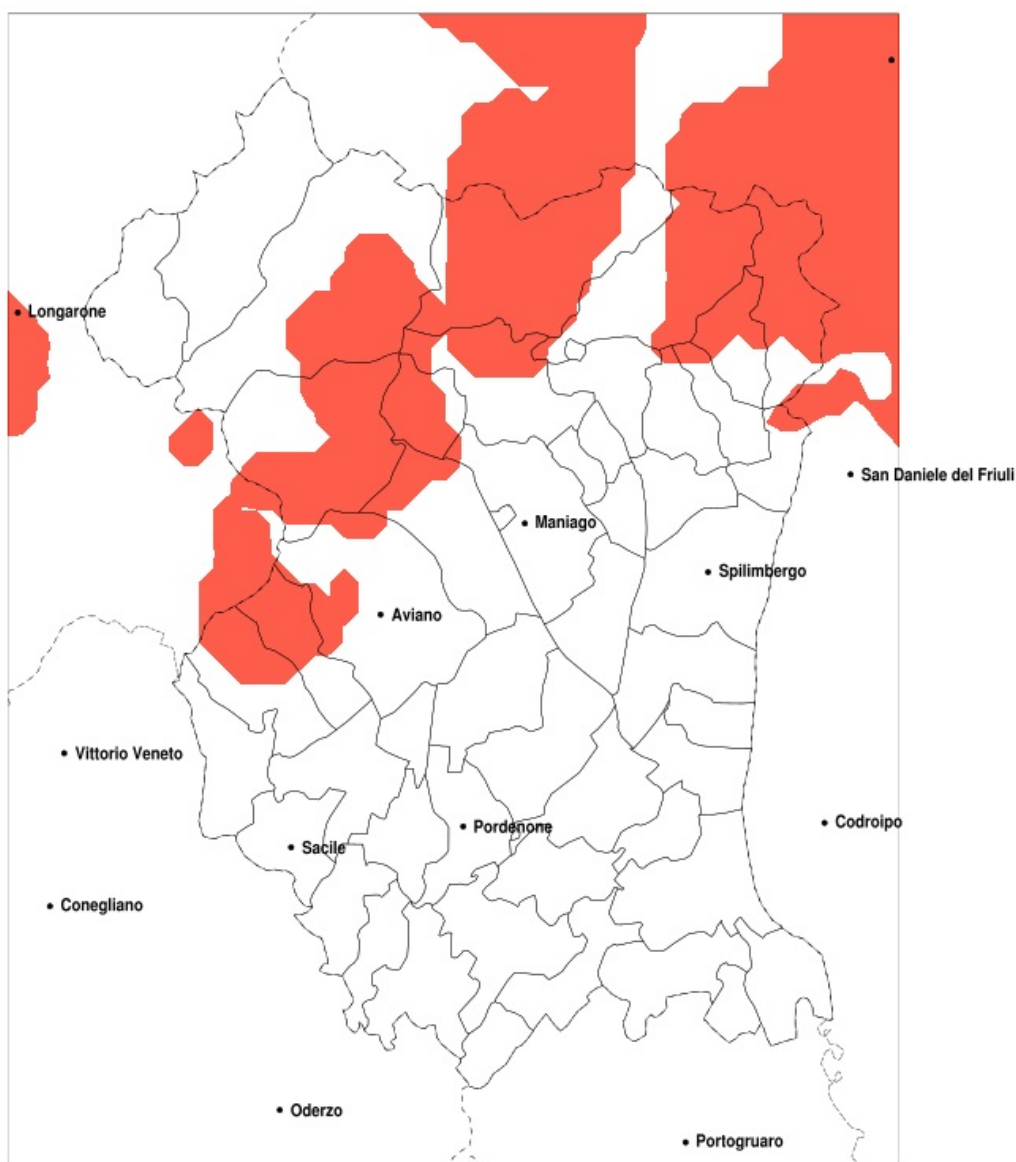 Longarone
San Daniele del Friuli
Maniago
Spilimbergo
Aviano
Vittorio Veneto
Codroipo
Pordenone
Sacile
Conegliano
Oderzo
Portogruaro